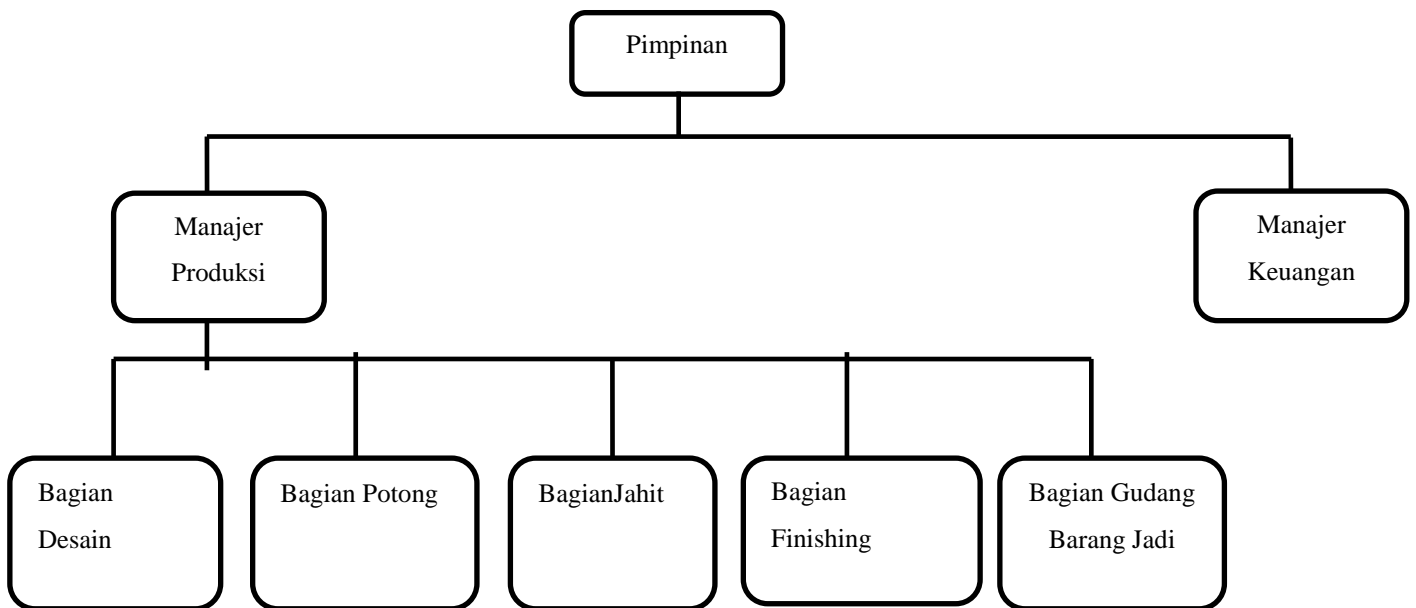 Pimpinan
Manajer
Produksi
Manajer
Keuangan
Bagian
Desain
Bagian Potong
BagianJahit
Bagian
Finishing
Bagian Gudang
Barang Jadi